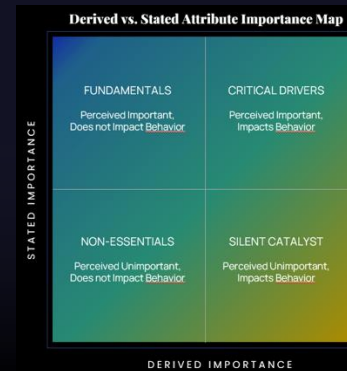 Derived vs. Stated Attribute Importance Map
STATED IMPORTANCE
FUNDAMENTALS
Perceived Important,
Does not Impact Behavior
CRITICAL DRIVERS
Perceived Important,
Impacts Behavior
NON-ESSENTIALS
Perceived Unimportant,
Does not Impact Behavior
SILENT CATALYST
Perceived Unimportant,
Impacts Behavior
DERIVED IMPORTANCE